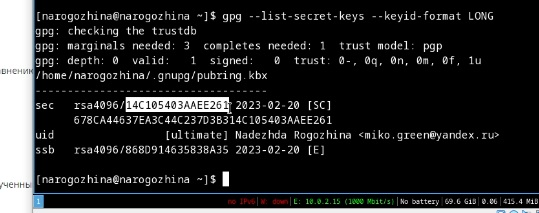 [narogozhina@narogozhina ~]$ gpg --list-secret-keys --keyid-format LONG
gpg: checking the trustdb
gpg: marginals needed: 3  completes needed: 1  trust model: pgp
gpg: depth: 0  valid:   1  signed:   0  trust: 0-, 0q, 0n, 0m, 0f, 1u
/home/narogozhina/.gnupg/pubring.kbx
------------------------------------
sec   rsa4096/14C105403AAEE261 2023-02-20 [SC]
678CA44637EA3C44C237D3B314C105403AAEE261
uid                 [ultimate] Nadezhda Rogozhina <miko.green@yandex.ru>
ssb   rsa4096/868D914635838A35 2023-02-20 [E]
[narogozhina@narogozhina ~]$
1
no IPv6 | W: down | E: 10.0.2.15 (1000 Mbit/s) | No battery | 69.6 GiB | 0.06 | 415.4 MiB